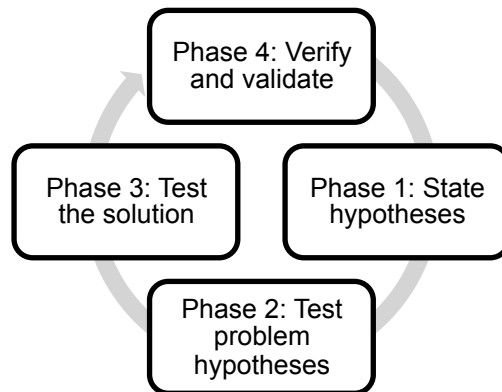 Phase 4: Verify
and validate
Phase 3: Test
the solution
Phase 1: State
hypotheses
Phase 2: Test
problem
hypotheses